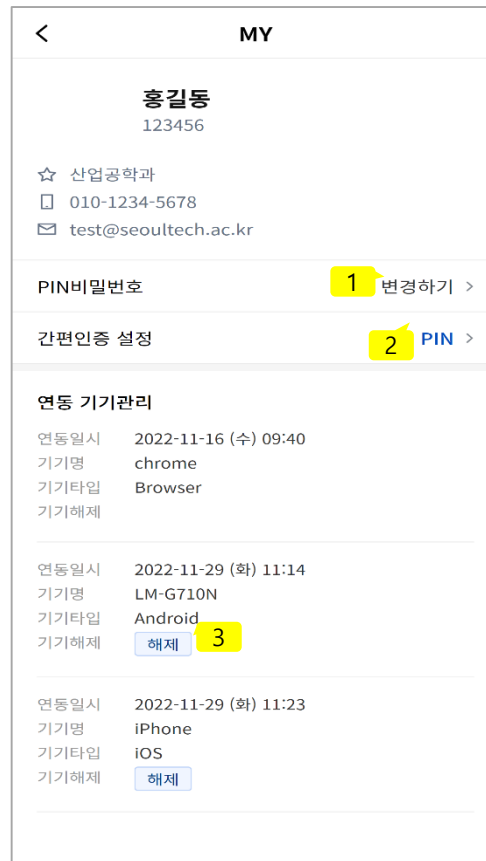 MY
홍길동
123456
산업공학과
010-1234-5678
test@seoultech.ac.kr
PIN비밀번호 1 변경하기 >
간편인증 설정 2 PIN >
연동 기기관리
연동일시 2022-11-16 (수) 09:40
기기명 chrome
기기타입 Browser
기기해제
연동일시 2022-11-29 (화) 11:14
기기명 LM-G710N
기기타입 Android
기기해제 해제 3
연동일시 2022-11-29 (화) 11:23
기기명 iPhone
기기타입 iOS
기기해제 해제